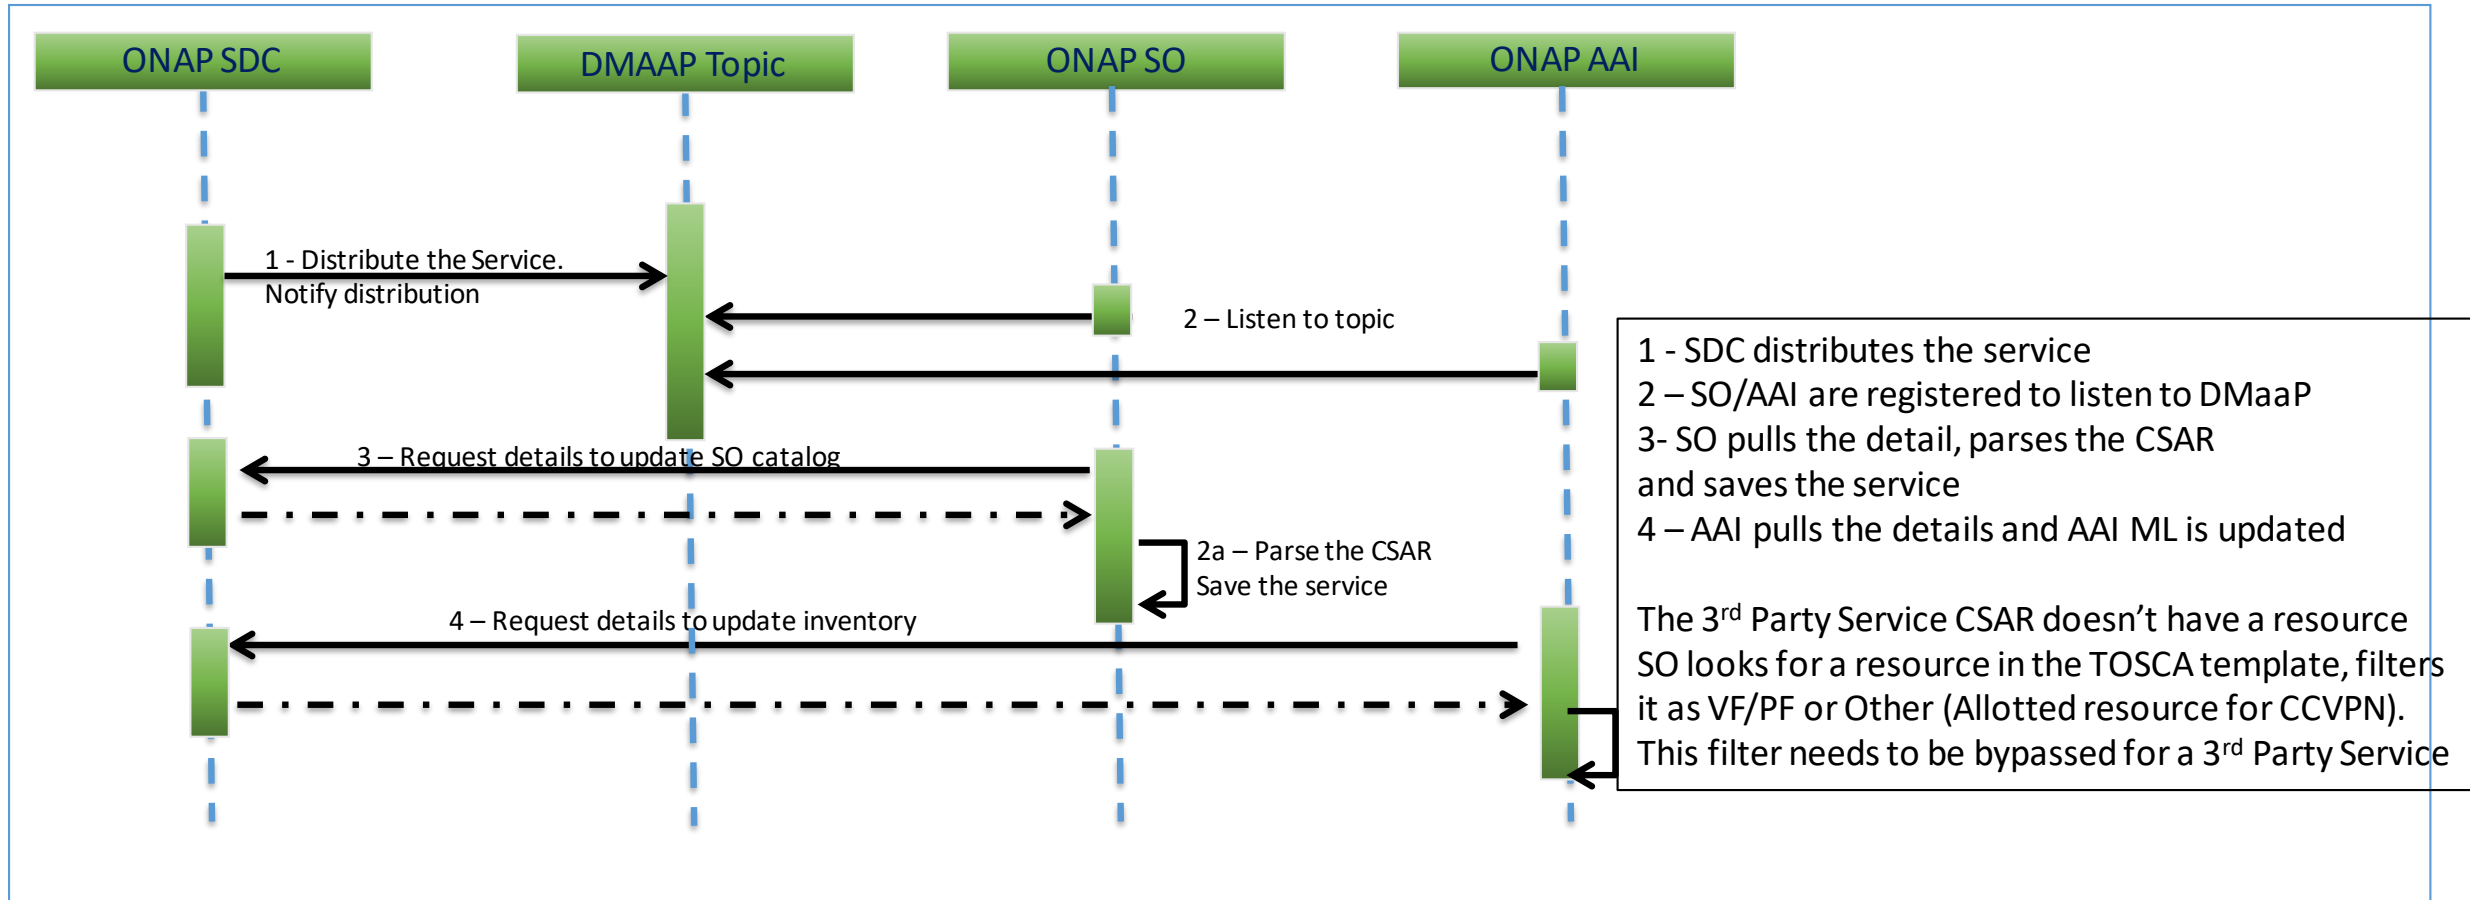 ONAP SDC
DMAAP Topic
ONAP SO
ONAP AAI
1 - Distribute the Service.
Notify distribution
2 – Listen to topic
3 – Request details to update SO catalog
2a – Parse the CSAR
Save the service
4 – Request details to update inventory
1 - SDC distributes the service
2 – SO/AAI are registered to listen to DMaaP
3- SO pulls the detail, parses the CSAR
and saves the service
4 – AAI pulls the details and AAI ML is updated
The 3rd Party Service CSAR doesn’t have a resource
SO looks for a resource in the TOSCA template, filters
it as VF/PF or Other (Allotted resource for CCVPN).
This filter needs to be bypassed for a 3rd Party Service